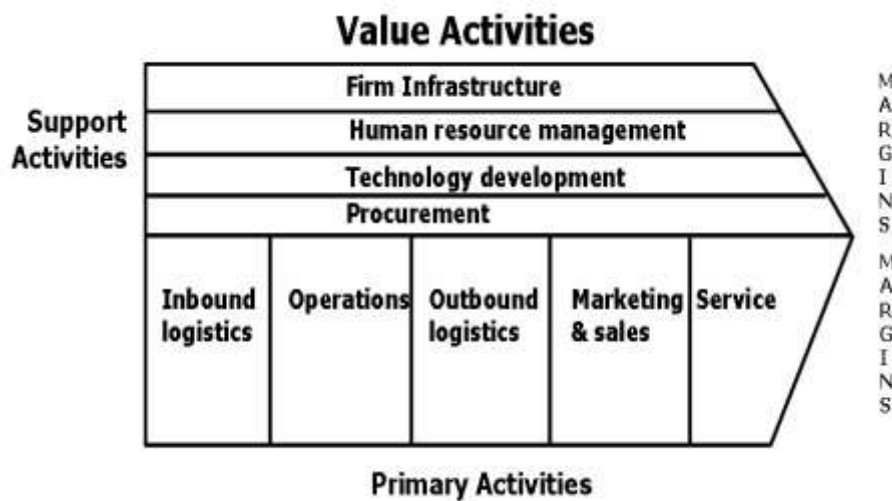 Value Activities
Support
Activities
Firm Infrastructure
Human resource management
Technology development
Procurement
Inbound
logistics
Operations
Outbound
logistics
Marketing
& sales
Service
Primary Activities
M
A
R
G
I
N
S
M
A
R
G
I
N
S